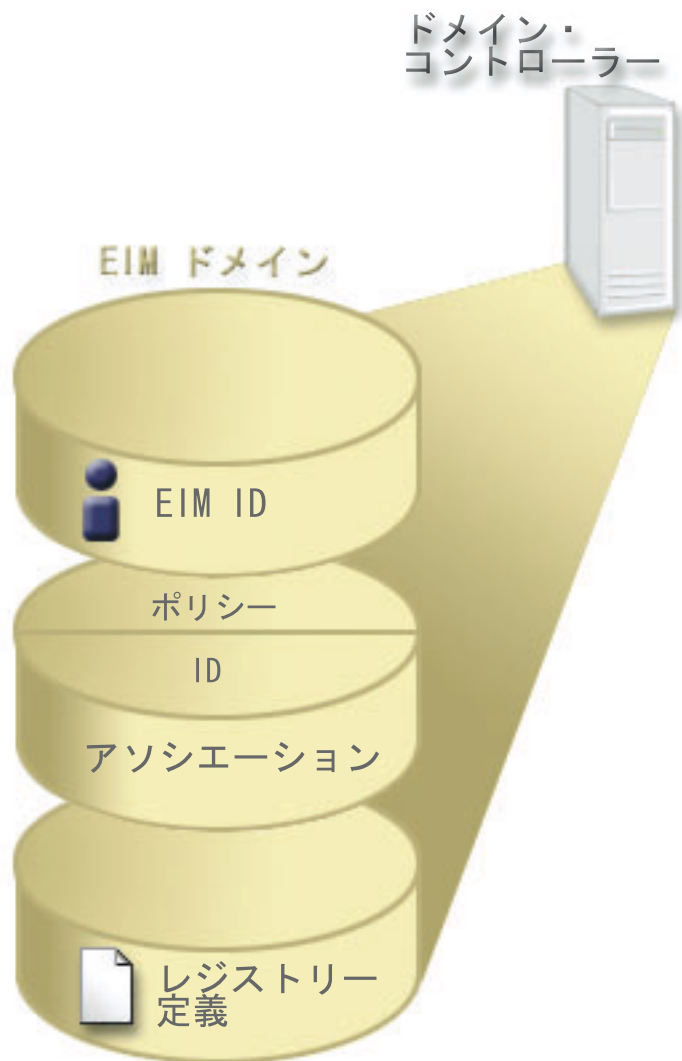 ドメイン・
コントローラー
EIM ドメイン
EIM ID
ポリシー
ID
アソシエーション
レジストリー
定義